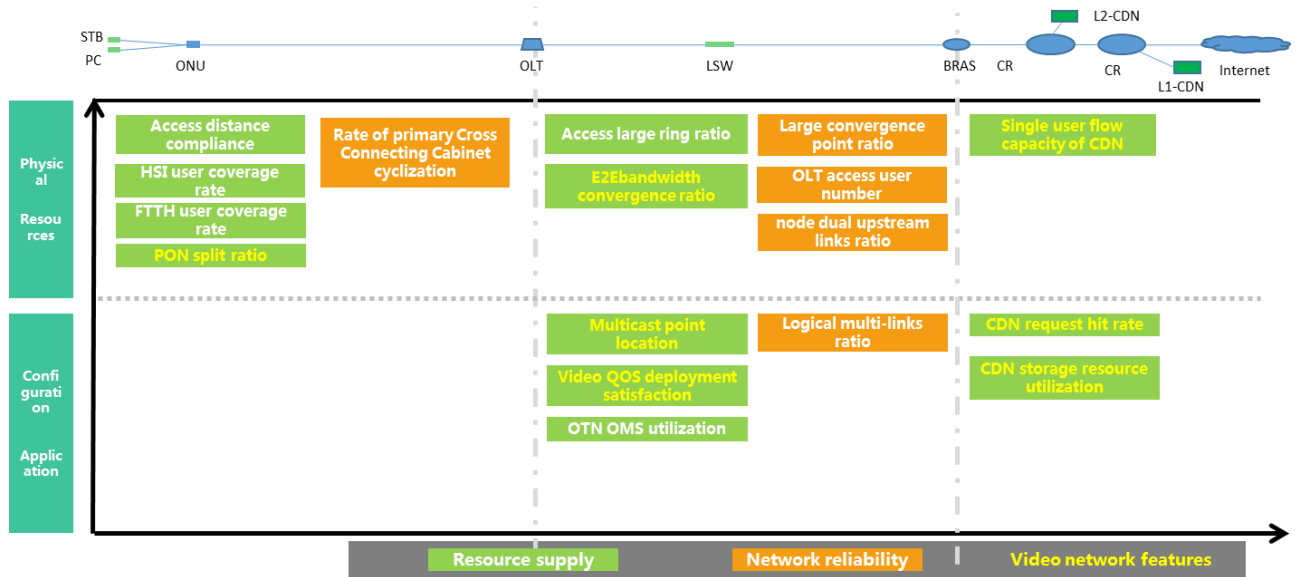 STB
PC
ONU
OLT
LSW
BRAS
CR
L2-CDN
CR
L1-CDN
Internet
Physic
al
Resou
rces
Access distance
compliance
HSI user coverage
rate
FTTH user coverage
rate
PON split ratio
Rate of primary Cross
Connecting Cabinet
cyclization
Access large ring ratio
E2Ebandwidth
convergence ratio
Large convergence
point ratio
OLT access user
number
node dual upstream
links ratio
Single user flow
capacity of CDN
Confi
gurati
on
Applic
ation
Multicast point
location
Video QOS deployment
satisfaction
OTN OMS utilization
Logical multi-links
ratio
CDN request hit rate
CDN storage resource
utilization
Resource supply
Network reliability
Video network features